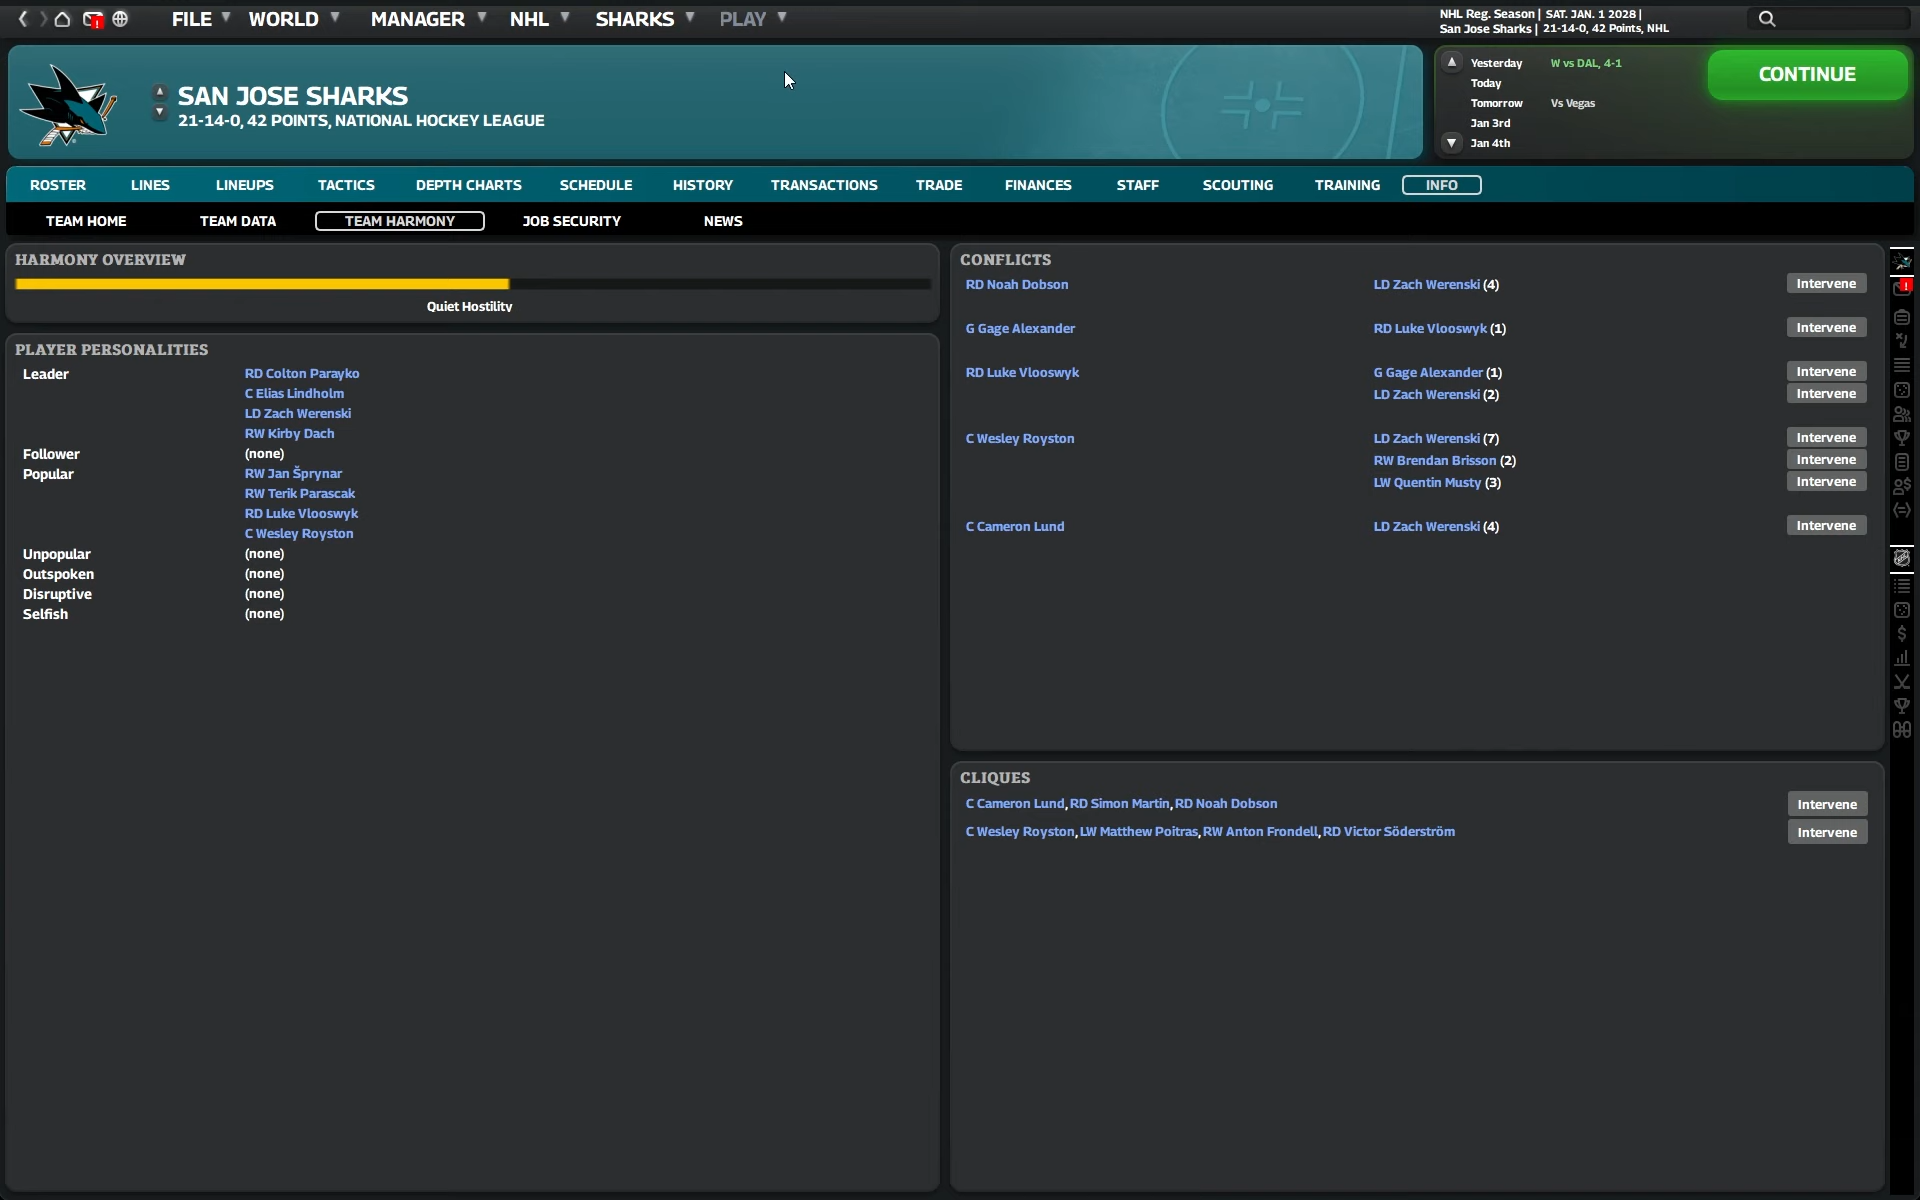 FILE WORLD MANAGER NHL SHARKS PLAY
NHL Reg. Season | SAT. JAN. 1 2028 |
San Jose Sharks | 21-14-0, 42 Points, NHL
SAN JOSE SHARKS
21-14-0, 42 POINTS, NATIONAL HOCKEY LEAGUE
Yesterday W vs DAL, 4-1
Today
Tomorrow Vs Vegas
Jan 3rd
Jan 4th
CONTINUE
ROSTER LINES LINEUPS TACTICS DEPTH CHARTS SCHEDULE HISTORY TRANSACTIONS TRADE FINANCES STAFF SCOUTING TRAINING INFO
TEAM HOME TEAM DATA TEAM HARMONY JOB SECURITY NEWS
HARMONY OVERVIEW
Quiet Hostility
PLAYER PERSONALITIES
Leader RD Colton Parayko
C Elias Lindholm
LD Zach Werenski
RW Kirby Dach
Follower (none)
Popular RW Jan Šprynar
RW Terik Parascak
RD Luke Vlooswyk
C Wesley Royston
Unpopular (none)
Outspoken (none)
Disruptive (none)
Selfish (none)
CONFLICTS
RD Noah Dobson LD Zach Werenski (4) Intervene
G Gage Alexander RD Luke Vlooswyk (1) Intervene
RD Luke Vlooswyk G Gage Alexander (1) Intervene
LD Zach Werenski (2) Intervene
C Wesley Royston LD Zach Werenski (7) Intervene
RW Brendan Brisson (2) Intervene
LW Quentin Musty (3) Intervene
C Cameron Lund LD Zach Werenski (4) Intervene
CLIQUES
C Cameron Lund, RD Simon Martin, RD Noah Dobson Intervene
C Wesley Royston, LW Matthew Poitras, RW Anton Frondell, RD Victor Söderström Intervene